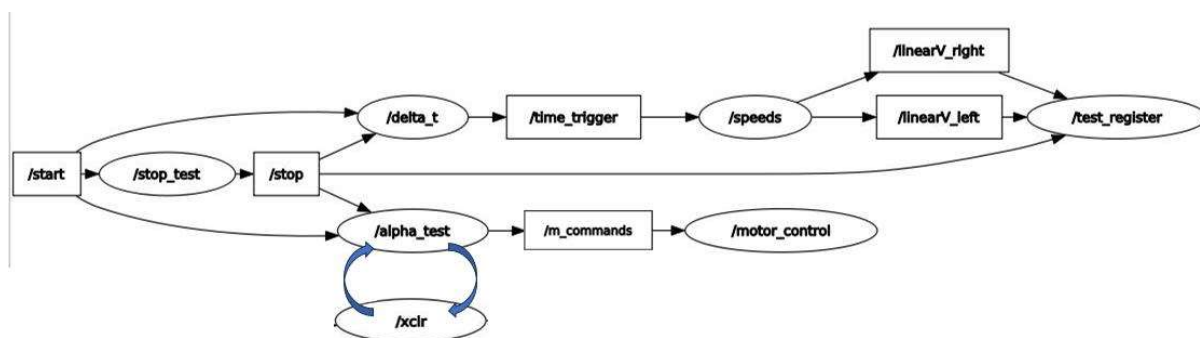 /linearV_right
/delta_t
/time_trigger
/speeds
/linearV_left
/test_register
/start
/stop_test
/stop
/alpha_test
/m_commands
/motor_control
/xclr